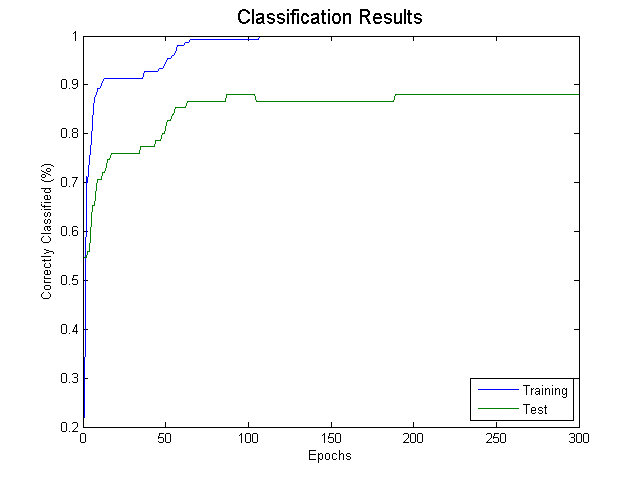 Classification Results
Correctly Classified (%)
1
0.9
0.8
0.7
0.6
0.5
0.4
0.3
0.2
0 50 100 150 200 250 300
Epochs
Training
Test